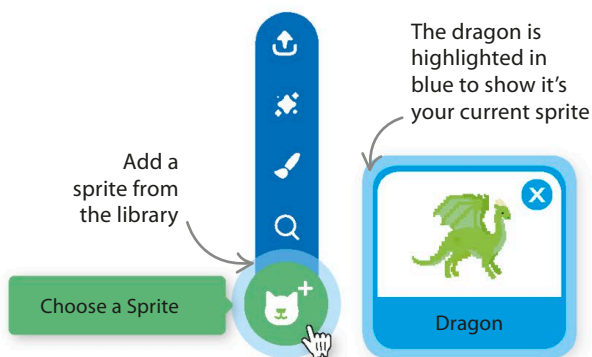 The dragon is
highlighted in
blue to show it's
your current sprite
Add a
sprite from
the library
Choose a Sprite
Dragon